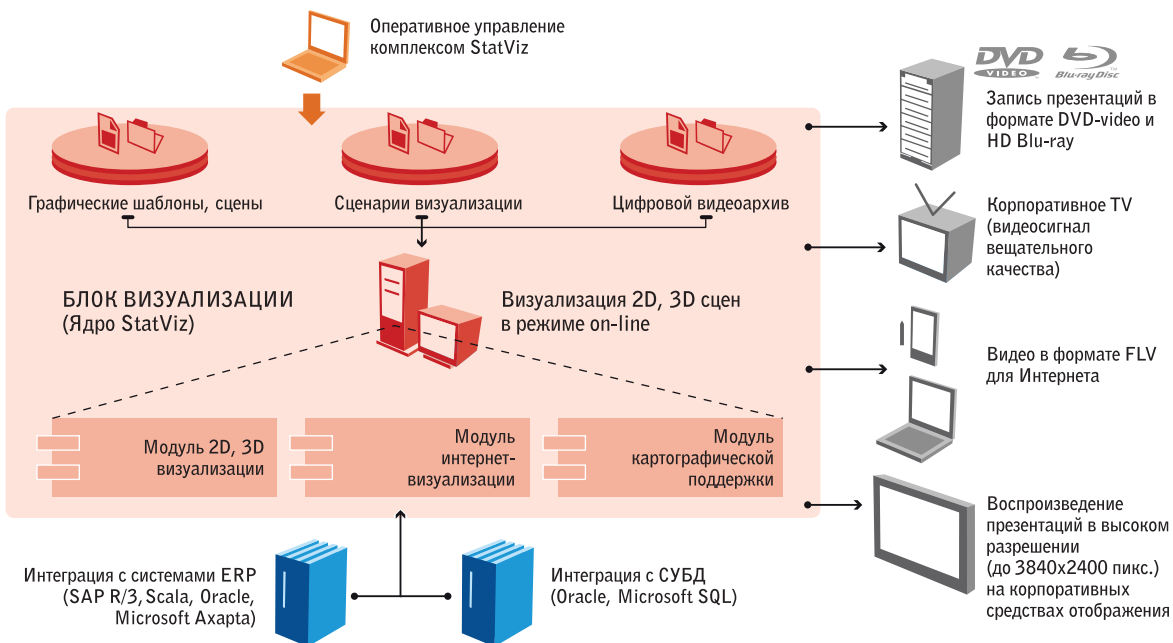 Оперативное управление
комплексом StatViz
DVD
VIDEO
Blu-ray Disc
TM
Запись презентаций в
формате DVD-video и
HD Blu-ray
Графические шаблоны, сцены
Сценарии визуализации
Цифровой видеоархив
Корпоративное TV
(видеосигнал
вещательного
качества)
БЛОК ВИЗУАЛИЗАЦИИ
(Ядро StatViz)
Визуализация 2D, 3D сцен
в режиме on-line
Видео в формате FLV
для Интернета
Модуль 2D, 3D
визуализации
Модуль
интернет-
визуализации
Модуль
картографической
поддержки
Воспроизведение
презентаций в высоком
разрешении
(до 3840x2400 пикс.)
на корпоративных
средствах отображения
Интеграция с системами ERP
(SAP R/3, Scala, Oracle,
Microsoft Axapta)
Интеграция с СУБД
(Oracle, Microsoft SQL)